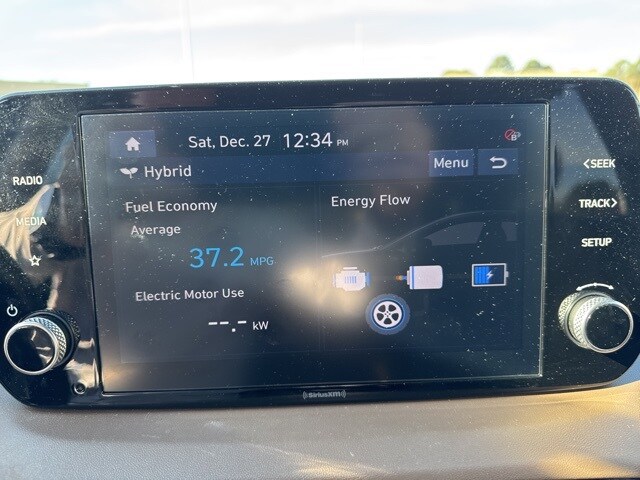 Sat, Dec. 27 12:34 PM
Hybrid
Menu
Fuel Economy
Average
37.2 MPG
Electric Motor Use
--.- kW
Energy Flow
RADIO
MEDIA
<SEEK
TRACK>
SETUP
((SiriusXM))